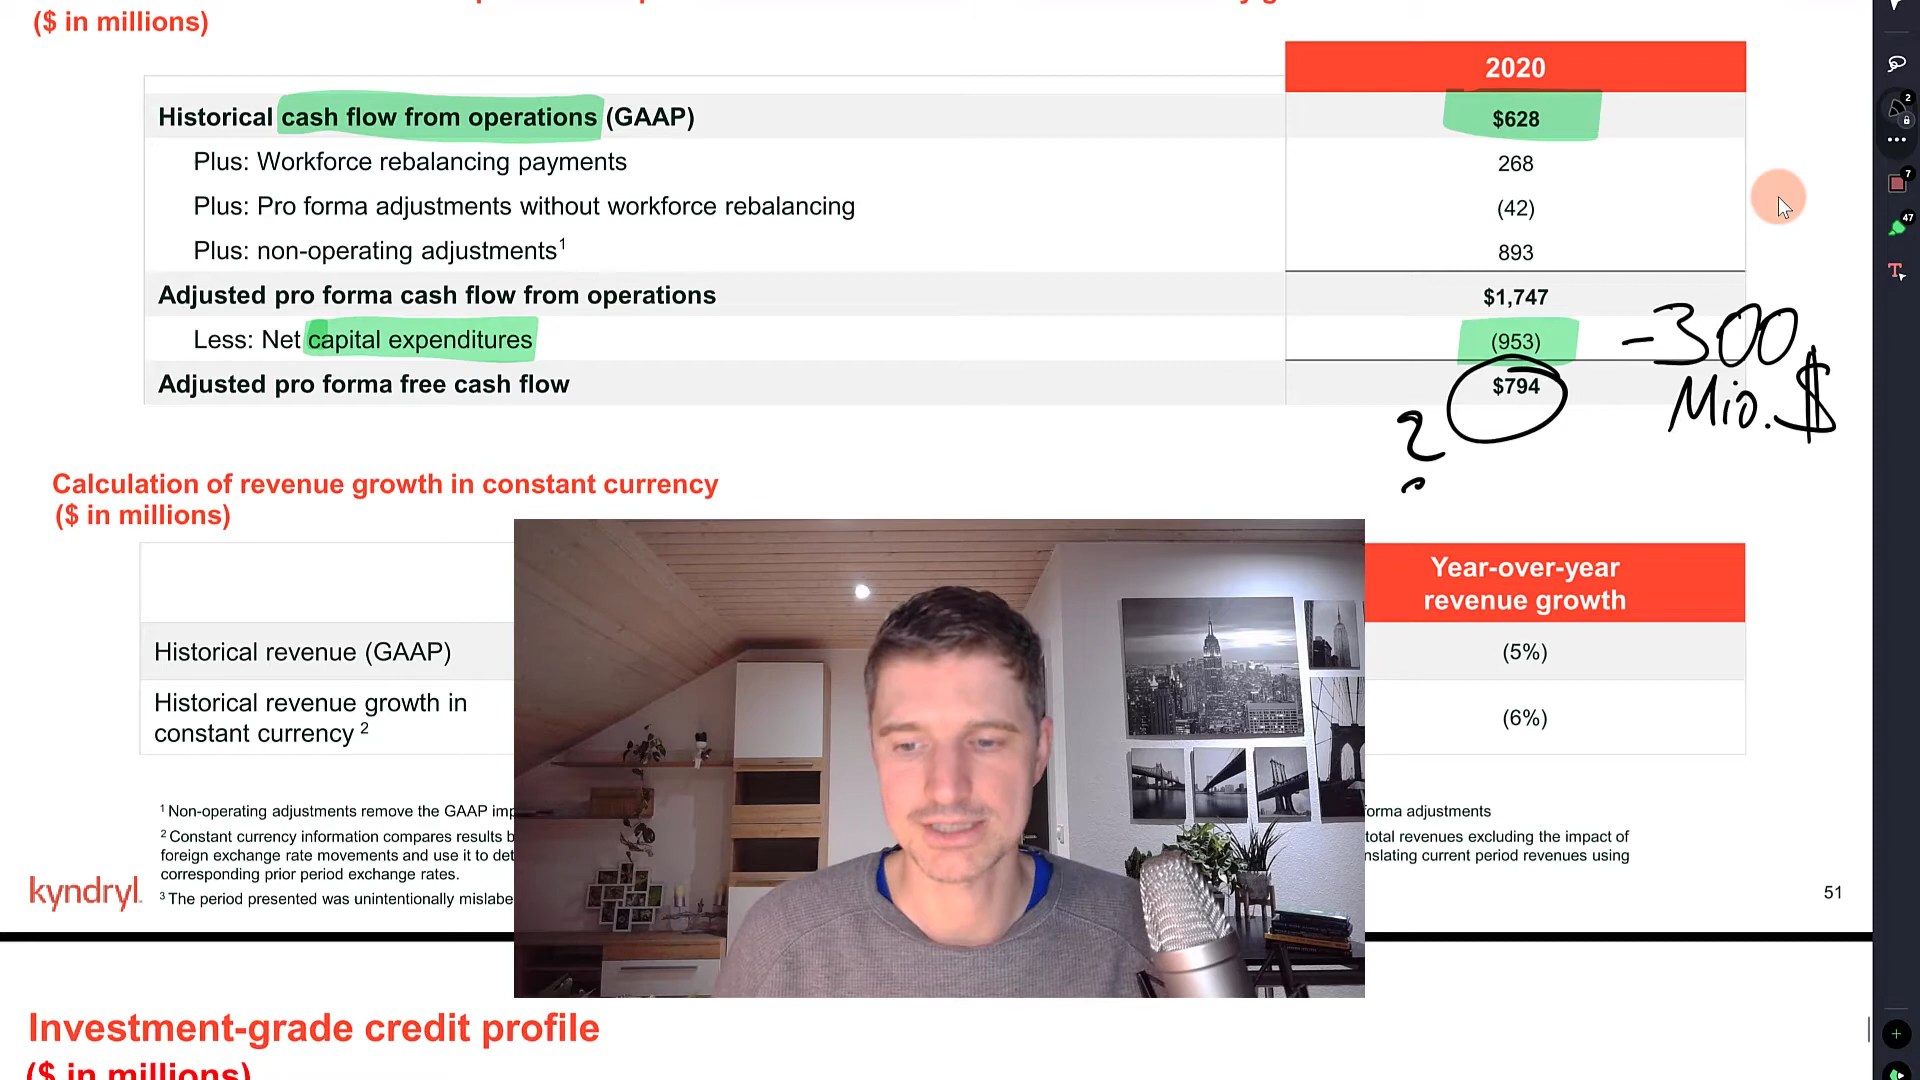 ($ in millions)
2020
Historical cash flow from operations (GAAP)
$628
Plus: Workforce rebalancing payments
268
Plus: Pro forma adjustments without workforce rebalancing
(42)
Plus: non-operating adjustments¹
893
Adjusted pro forma cash flow from operations
$1,747
Less: Net capital expenditures
(953)
-300
Mio. $
Adjusted pro forma free cash flow
$794
?
Calculation of revenue growth in constant currency
($ in millions)
Year-over-year
revenue growth
Historical revenue (GAAP)
(5%)
Historical revenue growth in
constant currency ²
(6%)
¹ Non-operating adjustments remove the GAAP
orma adjustments
² Constant currency information compares results
total revenues excluding the impact of
foreign exchange rate movements and use it to
nslating current period revenues using
corresponding prior period exchange rates.
³ The period presented was unintentionally
kyndryl.
51
Investment-grade credit profile
($ in millions)
2
7
47
T